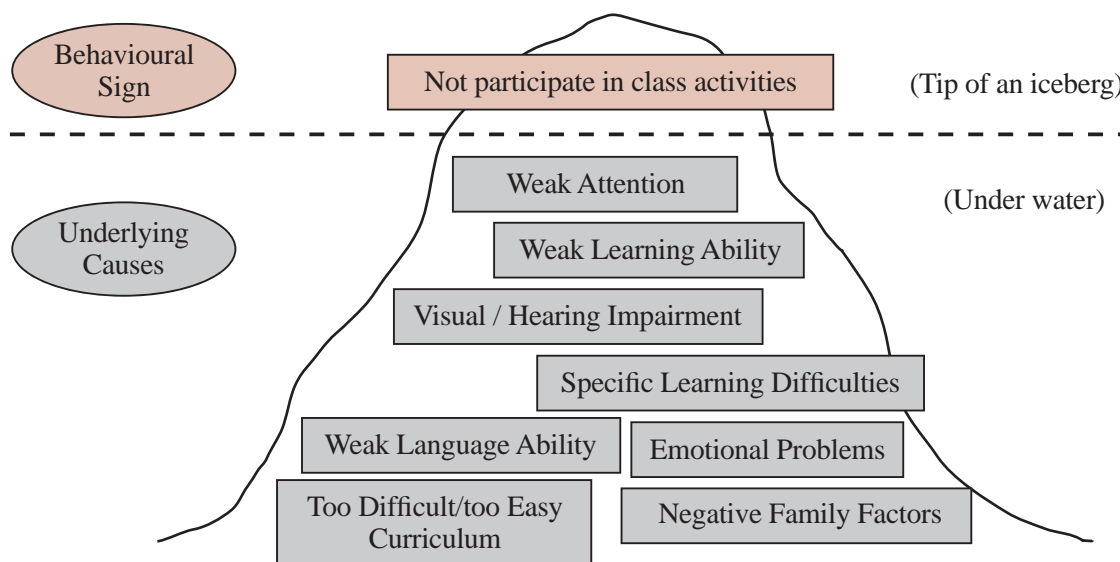 Behavioural
Sign
Not participate in class activities
(Tip of an iceberg)
Weak Attention
(Under water)
Underlying
Causes
Weak Learning Ability
Visual / Hearing Impairment
Specific Learning Difficulties
Weak Language Ability
Emotional Problems
Too Difficult/too Easy
Curriculum
Negative Family Factors